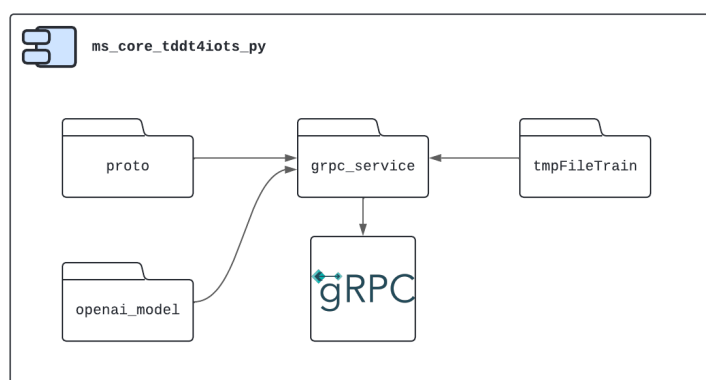 ms_core_tddt4iots_py
proto
grpc_service
tmpFileTrain
openai_model
gRPC